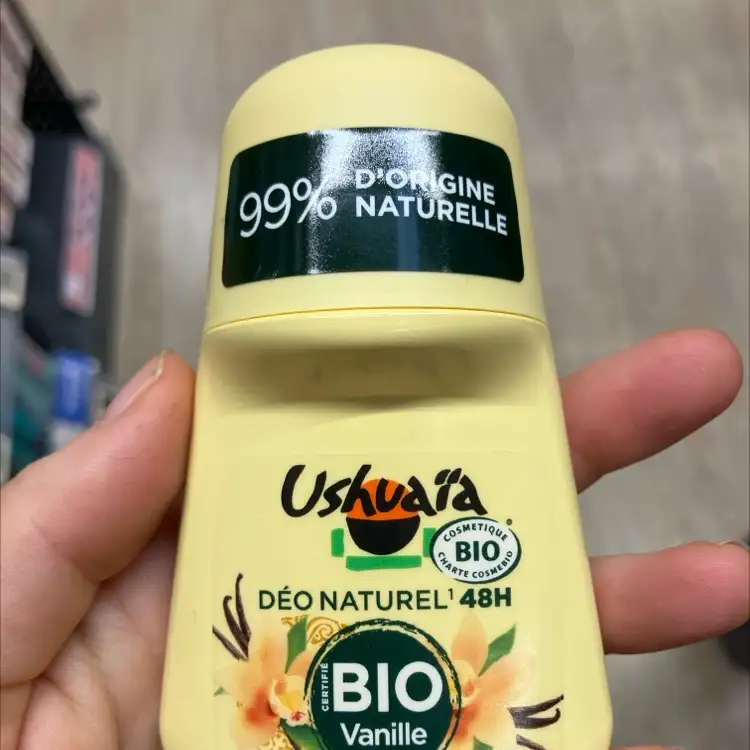 99% D'ORIGINE
NATURELLE
Ushuaïa
COSMETIQUE
BIO
CHARTE COSMEBIO
DÉO NATUREL¹ 48H
CERTIFIÉ
BIO
Vanille